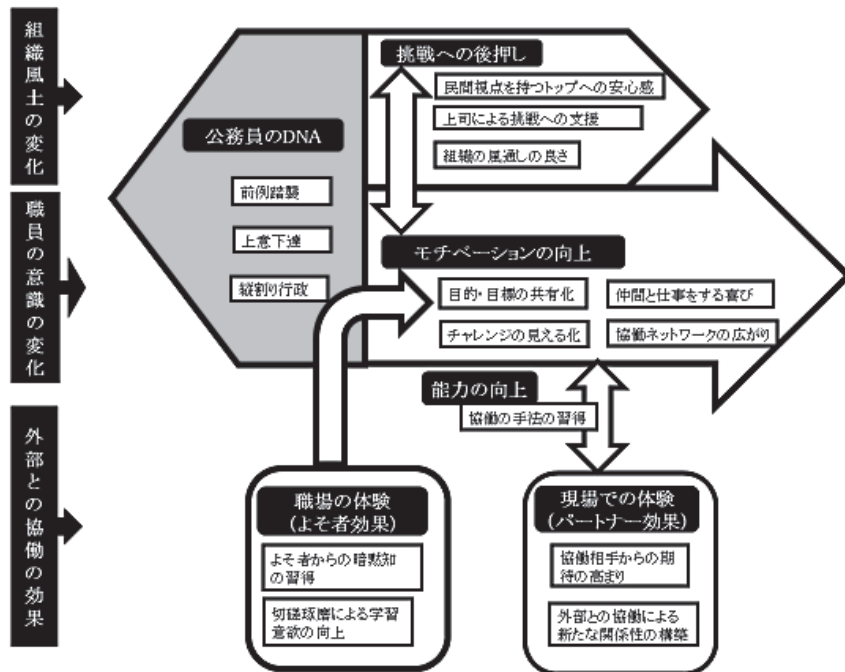 組織風土の変化
職員の意識の変化
外部との協働の効果
公務員のDNA
前例踏襲
上意下達
縦割り行政
挑戦への後押し
民間視点を持つトップへの安心感
上司による挑戦への支援
組織の風通しの良さ
モチベーションの向上
目的・目標の共有化
仲間と仕事をする喜び
チャレンジの見える化
協働ネットワークの広がり
能力の向上
協働の手法の習得
職場の体験
(よそ者効果)
よそ者からの暗黙知
の習得
切磋琢磨による学習
意欲の向上
現場での体験
(パートナー効果)
協働相手からの期
待の高まり
外部との協働による
新たな関係性の構築